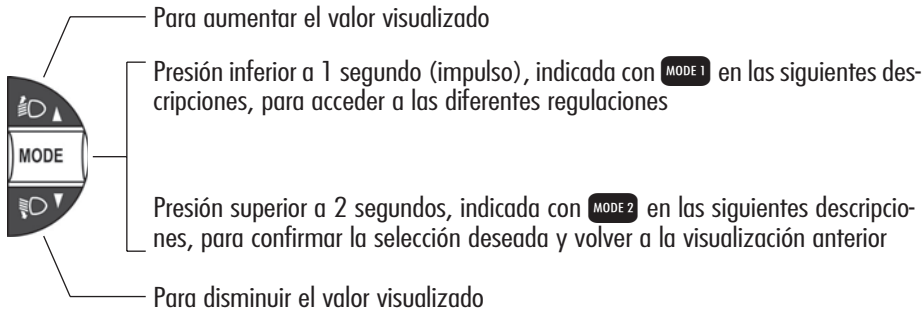 Para aumentar el valor visualizado
Presión inferior a 1 segundo (impulso), indicada con MODE 1 en las siguientes des-
cripciones, para acceder a las diferentes regulaciones
MODE
Presión superior a 2 segundos, indicada con MODE 2 en las siguientes descripcio-
nes, para confirmar la selección deseada y volver a la visualización anterior
Para disminuir el valor visualizado